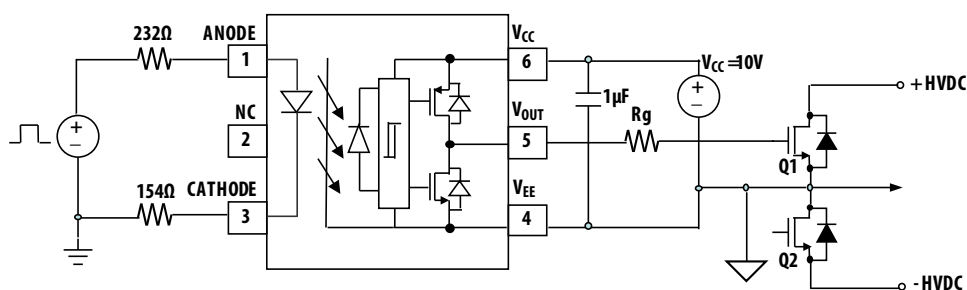 232Ω
ANODE
1
NC
2
154Ω
CATHODE
3
+
−
VCC
6
VOUT
5
VEE
4
1μF
Rg
VCC=10V
+
−
+HVDC
Q1
Q2
-HVDC